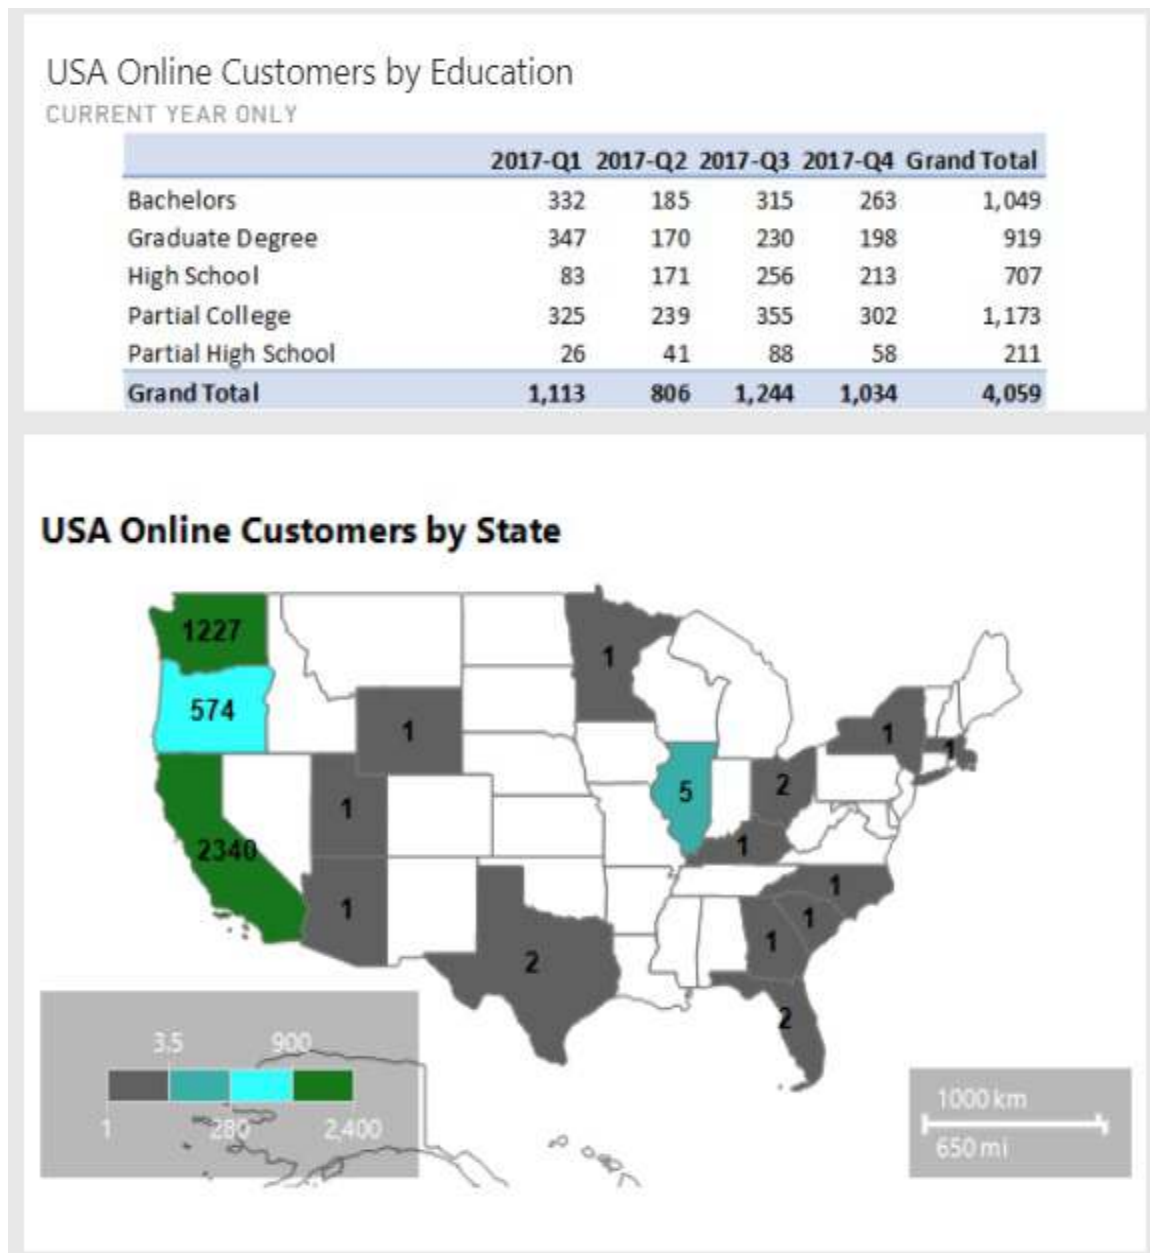 USA Online Customers by Education
CURRENT YEAR ONLY
2017-Q1 2017-Q2 2017-Q3 2017-Q4 Grand Total
Bachelors 332 185 315 263 1,049
Graduate Degree 347 170 230 198 919
High School 83 171 256 213 707
Partial College 325 239 355 302 1,173
Partial High School 26 41 88 58 211
Grand Total 1,113 806 1,244 1,034 4,059
USA Online Customers by State
1227
1
574
1
1
1
5
2
1
1
2340
1
1
1
1
1
2
2
3.5 900
1 280 2,400
1000 km
650 mi